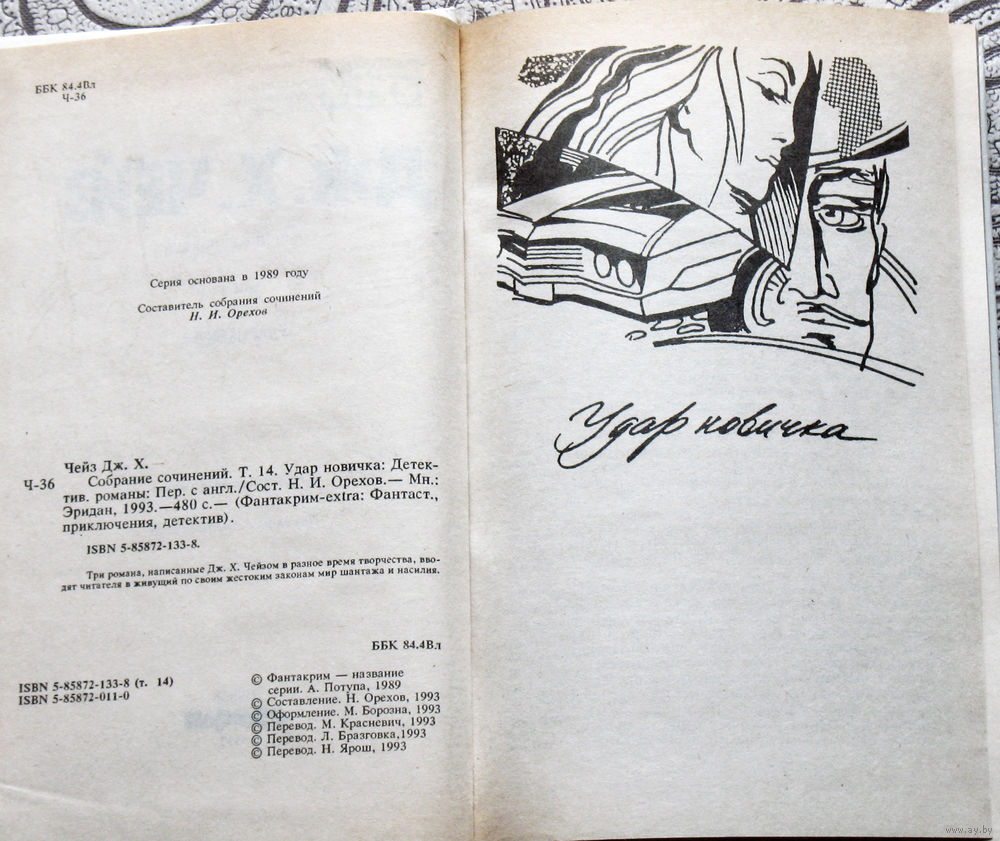 ББК 84.4Вл
Ч-36
Серия основана в 1989 году
Составитель собрания сочинений
Н. И. Орехов
Чейз Дж. Х.
Ч-36 Собрание сочинений. Т. 14. Удар новичка: Детек-
тив. романы: Пер. с англ./Сост. Н. И. Орехов.— Мн.:
Эридан, 1993.—480 с.— (Фантакрим-extra: Фантаст.,
приключения, детектив).
ISBN 5-85872-133-8.
Три романа, написанные Дж. Х. Чейзом в разное время творчества, вво-
дят читателя в живущий по своим жестоким законам мир шантажа и насилия.
ББК 84.4Вл
ISBN 5-85872-133-8 (т. 14)
ISBN 5-85872-011-0
© Фантакрим — название
серии. А. Потупа, 1989
© Составление. Н. Орехов, 1993
© Оформление. М. Борозна, 1993
© Перевод. М. Красневич, 1993
© Перевод. Л. Бразговка,1993
© Перевод. Н. Ярош, 1993
Удар новичка
www.ay.by